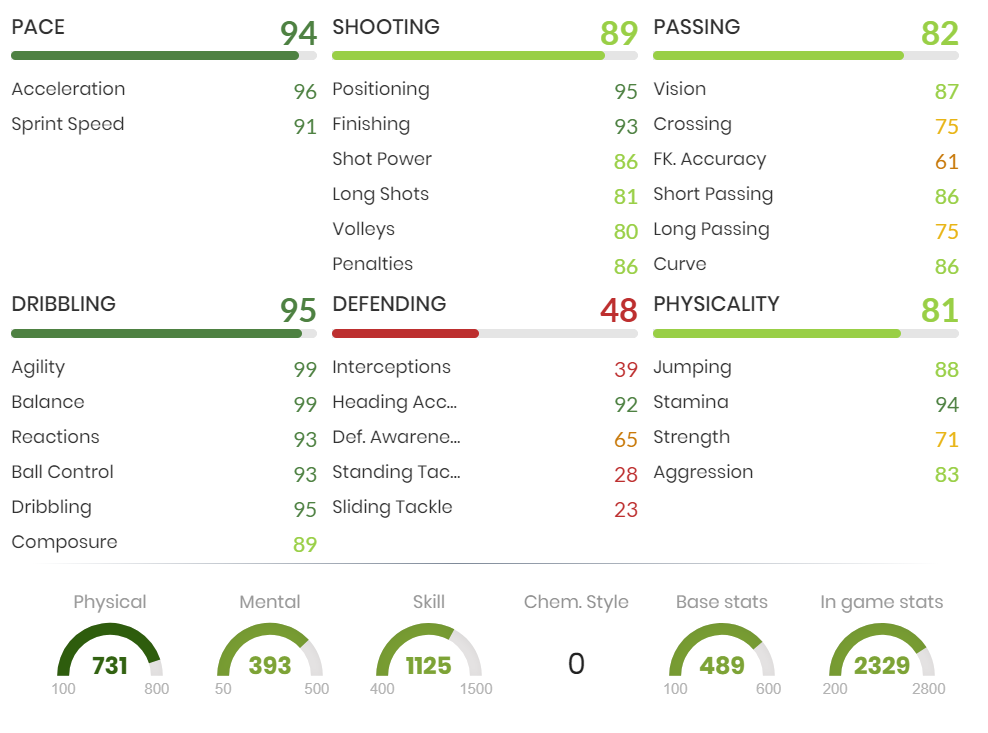 PACE 94
Acceleration 96
Sprint Speed 91
SHOOTING 89
Positioning 95
Finishing 93
Shot Power 86
Long Shots 81
Volleys 80
Penalties 86
PASSING 82
Vision 87
Crossing 75
FK. Accuracy 61
Short Passing 86
Long Passing 75
Curve 86
DRIBBLING 95
Agility 99
Balance 99
Reactions 93
Ball Control 93
Dribbling 95
Composure 89
DEFENDING 48
Interceptions 39
Heading Acc... 92
Def. Awarene... 65
Standing Tac... 28
Sliding Tackle 23
PHYSICALITY 81
Jumping 88
Stamina 94
Strength 71
Aggression 83
Physical
731
100 800
Mental
393
50 500
Skill
1125
400 1500
Chem. Style
0
Base stats
489
100 600
In game stats
2329
200 2800